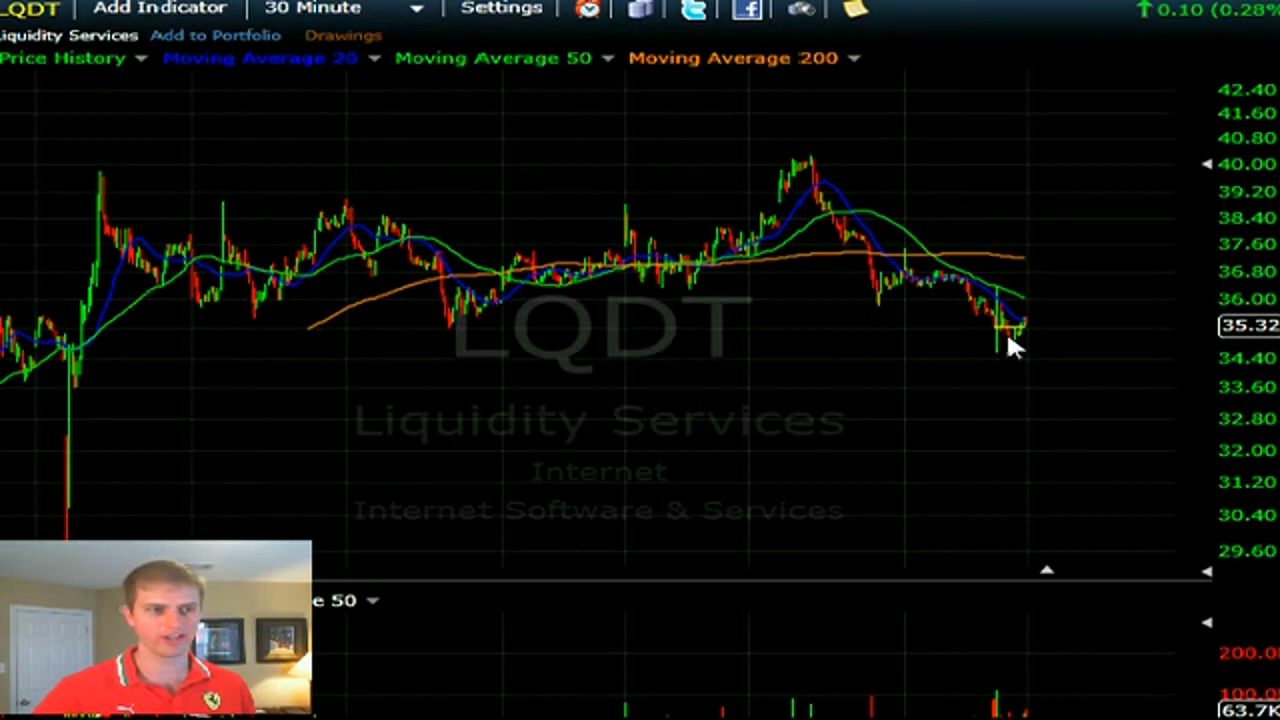 LQDT Add Indicator 30 Minute Settings 0.10 (0.28%
iquidity Services Add to Portfolio Drawings
Price History Moving Average 20 Moving Average 50 Moving Average 200
42.40
41.60
40.80
40.00
39.20
38.40
37.60
36.80
36.00
35.32
34.40
33.60
32.80
32.00
31.20
30.40
29.60
LQDT
Liquidity Services
Internet
Internet Software & Services
e 50
200.0
100.0
63.7K